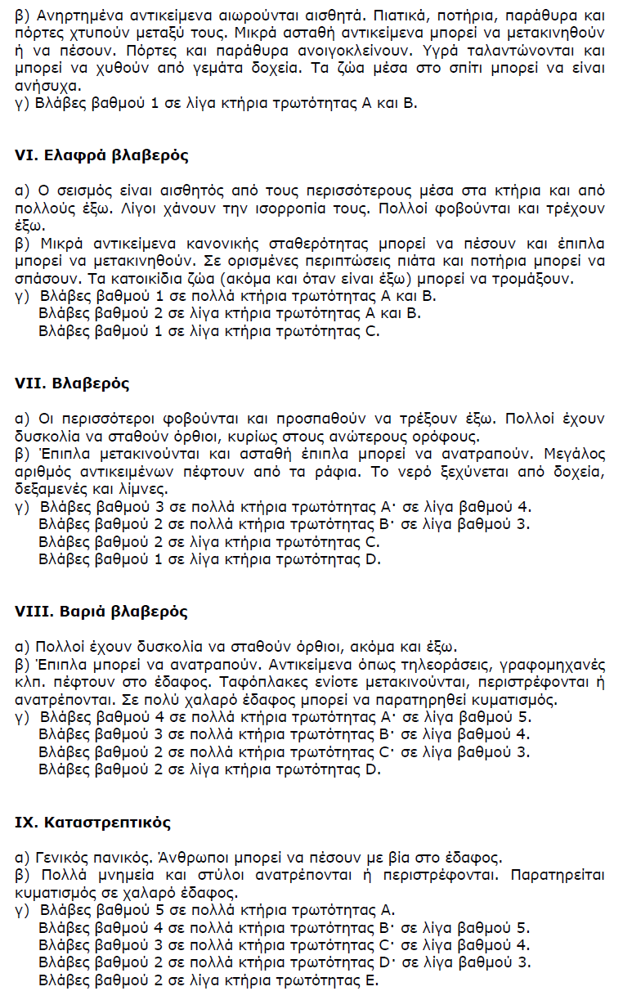 β) Ανηρτημένα αντικείμενα αιωρούνται αισθητά. Πιατικά, ποτήρια, παράθυρα και
πόρτες χτυπούν μεταξύ τους. Μικρά ασταθή αντικείμενα μπορεί να μετακινηθούν
ή να πέσουν. Πόρτες και παράθυρα ανοιγοκλείνουν. Υγρά ταλαντώνονται και
μπορεί να χυθούν από γεμάτα δοχεία. Τα ζώα μέσα στο σπίτι μπορεί να είναι
ανήσυχα.
γ) Βλάβες βαθμού 1 σε λίγα κτήρια τρωτότητας Α και Β.
VI. Ελαφρά βλαβερός
α) Ο σεισμός είναι αισθητός από τους περισσότερους μέσα στα κτήρια και από
πολλούς έξω. Λίγοι χάνουν την ισορροπία τους. Πολλοί φοβούνται και τρέχουν
έξω.
β) Μικρά αντικείμενα κανονικής σταθερότητας μπορεί να πέσουν και έπιπλα
μπορεί να μετακινηθούν. Σε ορισμένες περιπτώσεις πιάτα και ποτήρια μπορεί να
σπάσουν. Τα κατοικίδια ζώα (ακόμα και όταν είναι έξω) μπορεί να τρομάξουν.
γ) Βλάβες βαθμού 1 σε πολλά κτήρια τρωτότητας Α και Β.
Βλάβες βαθμού 2 σε λίγα κτήρια τρωτότητας Α και Β.
Βλάβες βαθμού 1 σε λίγα κτήρια τρωτότητας C.
VII. Βλαβερός
α) Οι περισσότεροι φοβούνται και προσπαθούν να τρέξουν έξω. Πολλοί έχουν
δυσκολία να σταθούν όρθιοι, κυρίως στους ανώτερους ορόφους.
β) Έπιπλα μετακινούνται και ασταθή έπιπλα μπορεί να ανατραπούν. Μεγάλος
αριθμός αντικειμένων πέφτουν από τα ράφια. Το νερό ξεχύνεται από δοχεία,
δεξαμενές και λίμνες.
γ) Βλάβες βαθμού 3 σε πολλά κτήρια τρωτότητας Α· σε λίγα βαθμού 4.
Βλάβες βαθμού 2 σε πολλά κτήρια τρωτότητας Β· σε λίγα βαθμού 3.
Βλάβες βαθμού 2 σε λίγα κτήρια τρωτότητας C.
Βλάβες βαθμού 1 σε λίγα κτήρια τρωτότητας D.
VIII. Βαριά βλαβερός
α) Πολλοί έχουν δυσκολία να σταθούν όρθιοι, ακόμα και έξω.
β) Έπιπλα μπορεί να ανατραπούν. Αντικείμενα όπως τηλεοράσεις, γραφομηχανές
κλπ. πέφτουν στο έδαφος. Ταφόπλακες ενίοτε μετακινούνται, περιστρέφονται ή
ανατρέπονται. Σε πολύ χαλαρό έδαφος μπορεί να παρατηρηθεί κυματισμός.
γ) Βλάβες βαθμού 4 σε πολλά κτήρια τρωτότητας Α· σε λίγα βαθμού 5.
Βλάβες βαθμού 3 σε πολλά κτήρια τρωτότητας Β· σε λίγα βαθμού 4.
Βλάβες βαθμού 2 σε πολλά κτήρια τρωτότητας C· σε λίγα βαθμού 3.
Βλάβες βαθμού 2 σε λίγα κτήρια τρωτότητας D.
IX. Καταστρεπτικός
α) Γενικός πανικός. Άνθρωποι μπορεί να πέσουν με βία στο έδαφος.
β) Πολλά μνημεία και στύλοι ανατρέπονται ή περιστρέφονται. Παρατηρείται
κυματισμός σε χαλαρό έδαφος.
γ) Βλάβες βαθμού 5 σε πολλά κτήρια τρωτότητας Α.
Βλάβες βαθμού 4 σε πολλά κτήρια τρωτότητας Β· σε λίγα βαθμού 5.
Βλάβες βαθμού 3 σε πολλά κτήρια τρωτότητας C· σε λίγα βαθμού 4.
Βλάβες βαθμού 2 σε πολλά κτήρια τρωτότητας D· σε λίγα βαθμού 3.
Βλάβες βαθμού 2 σε λίγα κτήρια τρωτότητας Ε.